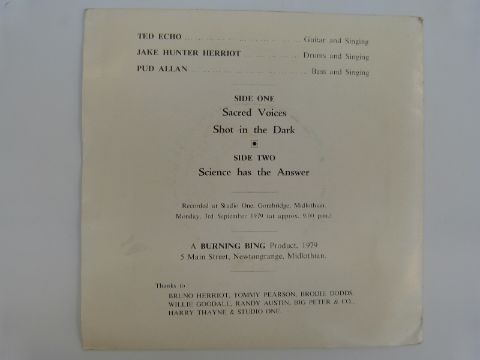 TED ECHO ........................................ Guitar and Singing
JAKE HUNTER HERRIOT ........................ Drums and Singing
PUD ALLAN ........................................ Bass and Singing
SIDE ONE
Sacred Voices
Shot in the Dark
SIDE TWO
Science has the Answer
Recorded at Studio One, Gorebridge, Midlothian.
Monday, 3rd September 1979 (at approx. 9.00 p.m.)
A BURNING BING Product, 1979
5 Main Street, Newtongrange, Midlothian.
Thanks to
BRUNO HERRIOT, TOMMY PEARSON, BRODIE DODDS,
WILLIE GOODALL, RANDY AUSTIN, BIG PETER & CO.,
HARRY THAYNE & STUDIO ONE.